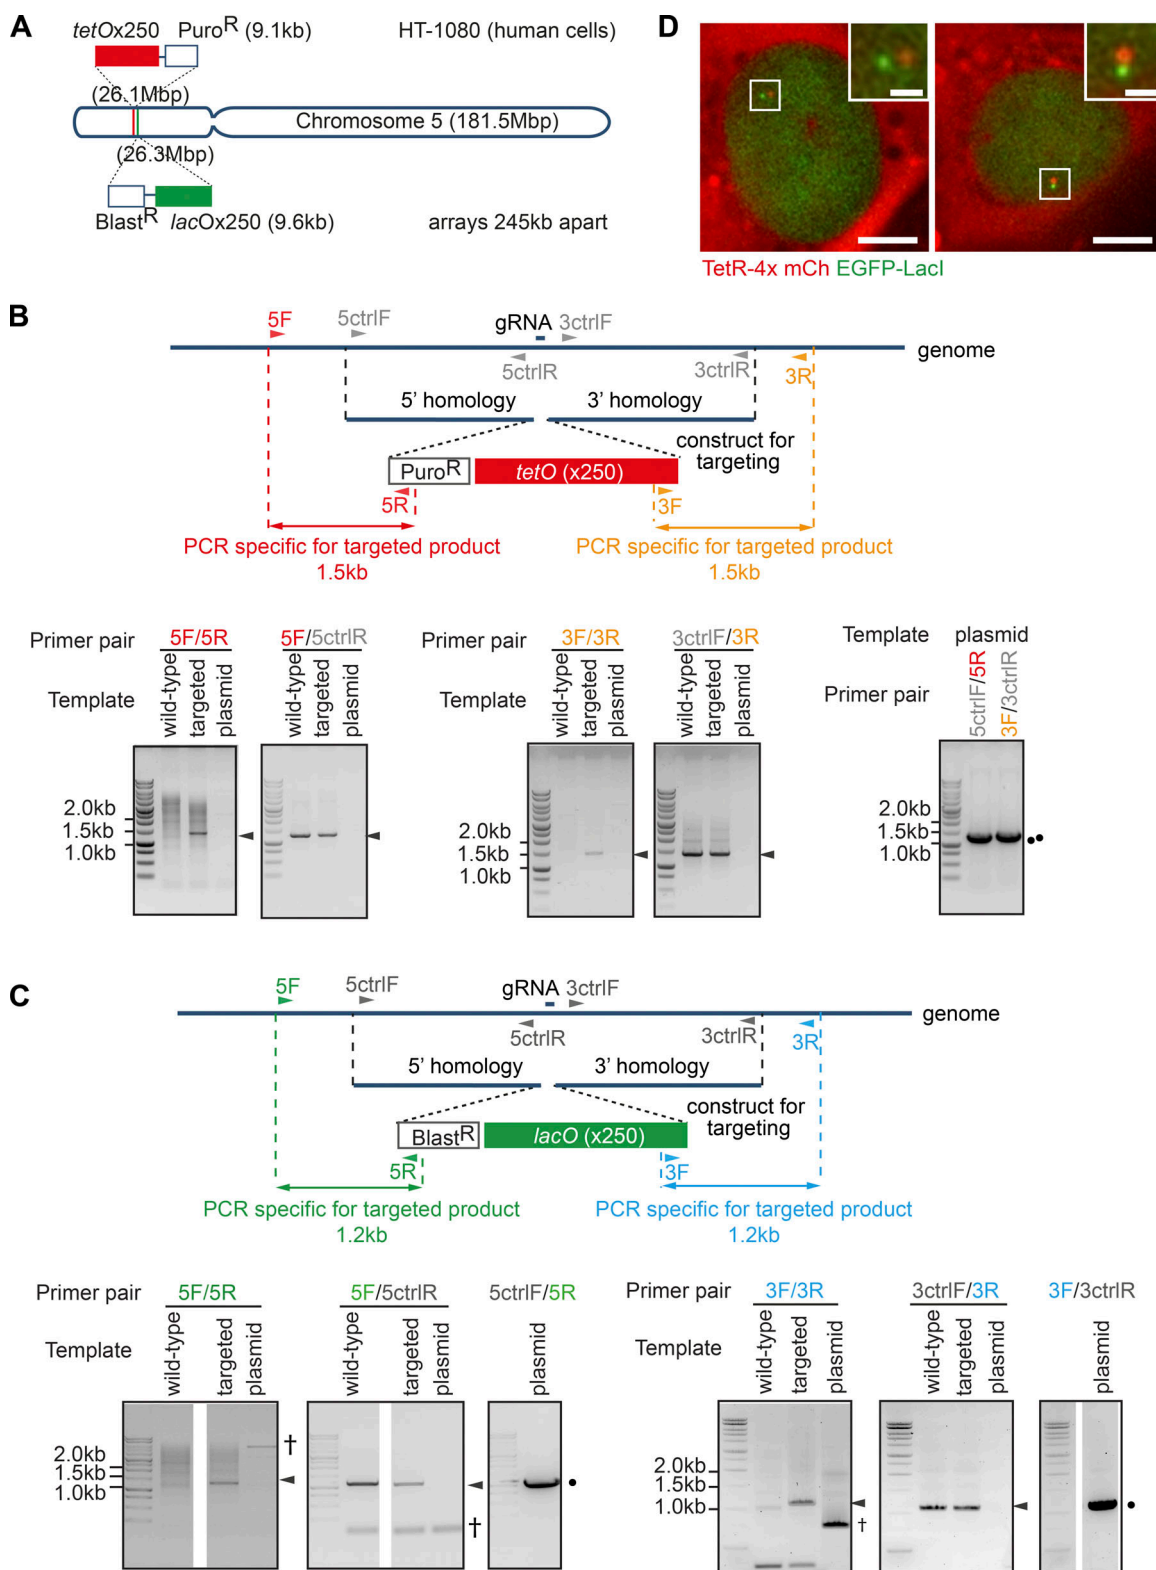 A
tetOx250 PuroR (9.1kb) HT-1080 (human cells)
(26.1Mbp)
Chromosome 5 (181.5Mbp)
(26.3Mbp)
BlastR lacOx250 (9.6kb) arrays 245kb apart
D
TetR-4x mCh EGFP-LacI
B
5F 5ctrlF gRNA 3ctrlF
genome
5ctrlR 3ctrlR 3R
5' homology 3' homology
construct for
targeting
PuroR tetO (x250)
5R 3F
PCR specific for targeted product
1.5kb
PCR specific for targeted product
1.5kb
Primer pair 5F/5R 5F/5ctrlR
Template wild-type targeted plasmid wild-type targeted plasmid
2.0kb
1.5kb
1.0kb
Primer pair 3F/3R 3ctrlF/3R
Template wild-type targeted plasmid wild-type targeted plasmid
2.0kb
1.5kb
1.0kb
Template plasmid
Primer pair 5ctrlF/5R 3F/3ctrlR
2.0kb
1.5kb
1.0kb
C
5F 5ctrlF gRNA 3ctrlF
genome
5ctrlR 3ctrlR 3R
5' homology 3' homology
construct for
targeting
BlastR lacO (x250)
5R 3F
PCR specific for targeted product
1.2kb
PCR specific for targeted product
1.2kb
Primer pair 5F/5R 5F/5ctrlR 5ctrlF/5R
Template wild-type targeted plasmid wild-type targeted plasmid plasmid
2.0kb †
1.5kb
1.0kb
†
Primer pair 3F/3R 3ctrlF/3R 3F/3ctrlR
Template wild-type targeted plasmid wild-type targeted plasmid plasmid
2.0kb
1.5kb
1.0kb
†